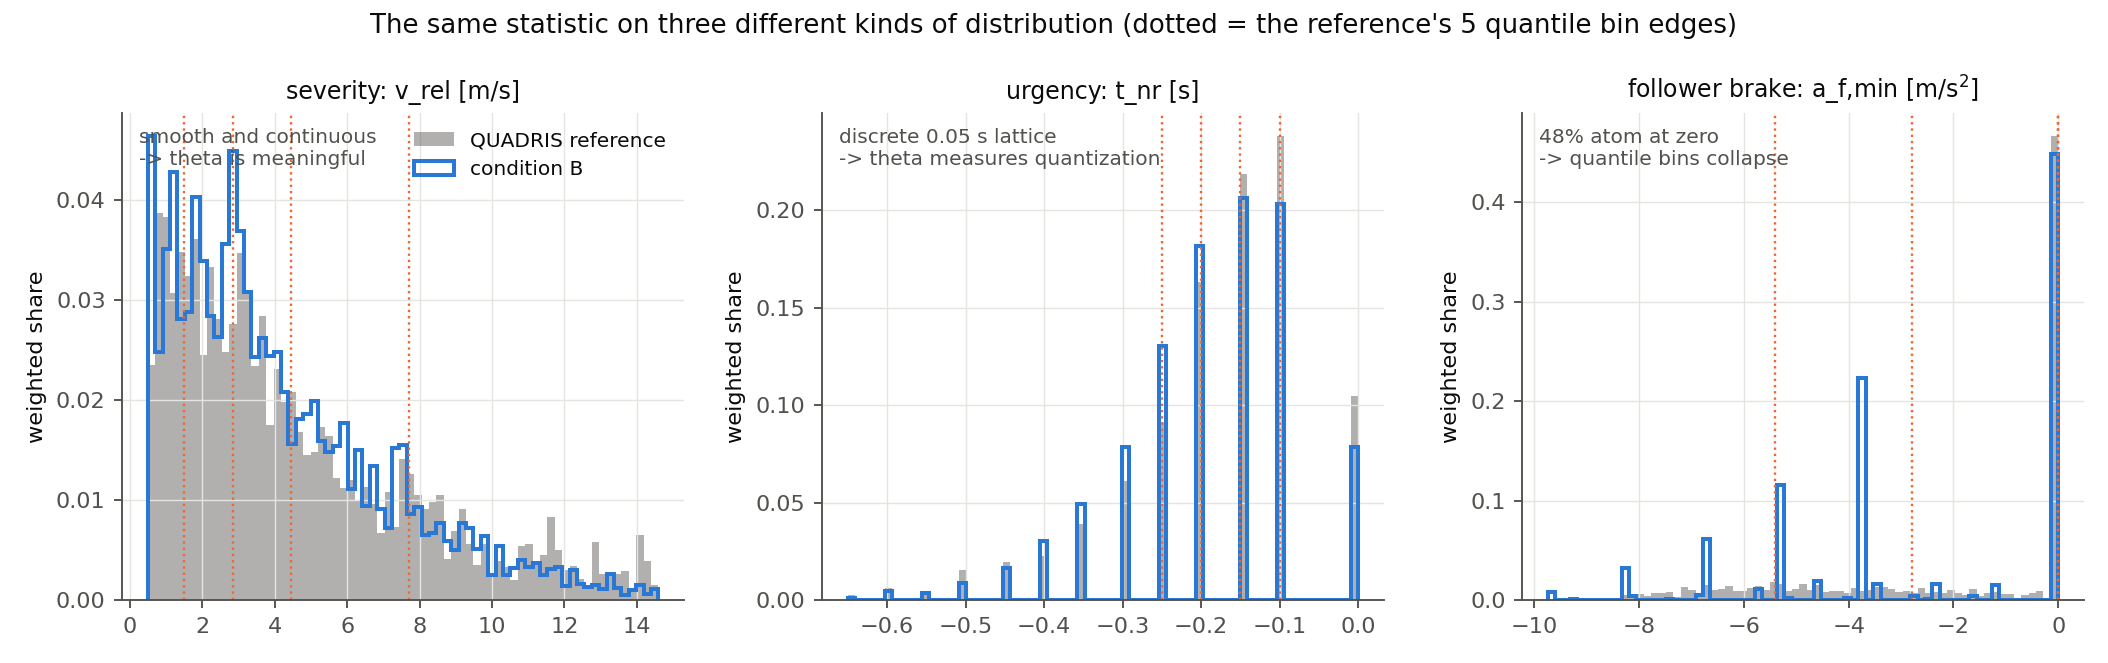 The same statistic on three different kinds of distribution (dotted = the reference's 5 quantile bin edges)
severity: v_rel [m/s]
smooth and continuous
-> theta is meaningful
QUADRIS reference
condition B
weighted share
0.04
0.03
0.02
0.01
0.00
0 2 4 6 8 10 12 14
urgency: t_nr [s]
discrete 0.05 s lattice
-> theta measures quantization
weighted share
0.20
0.15
0.10
0.05
0.00
−0.6 −0.5 −0.4 −0.3 −0.2 −0.1 0.0
follower brake: a_f,min [m/s²]
48% atom at zero
-> quantile bins collapse
weighted share
0.4
0.3
0.2
0.1
0.0
−10 −8 −6 −4 −2 0